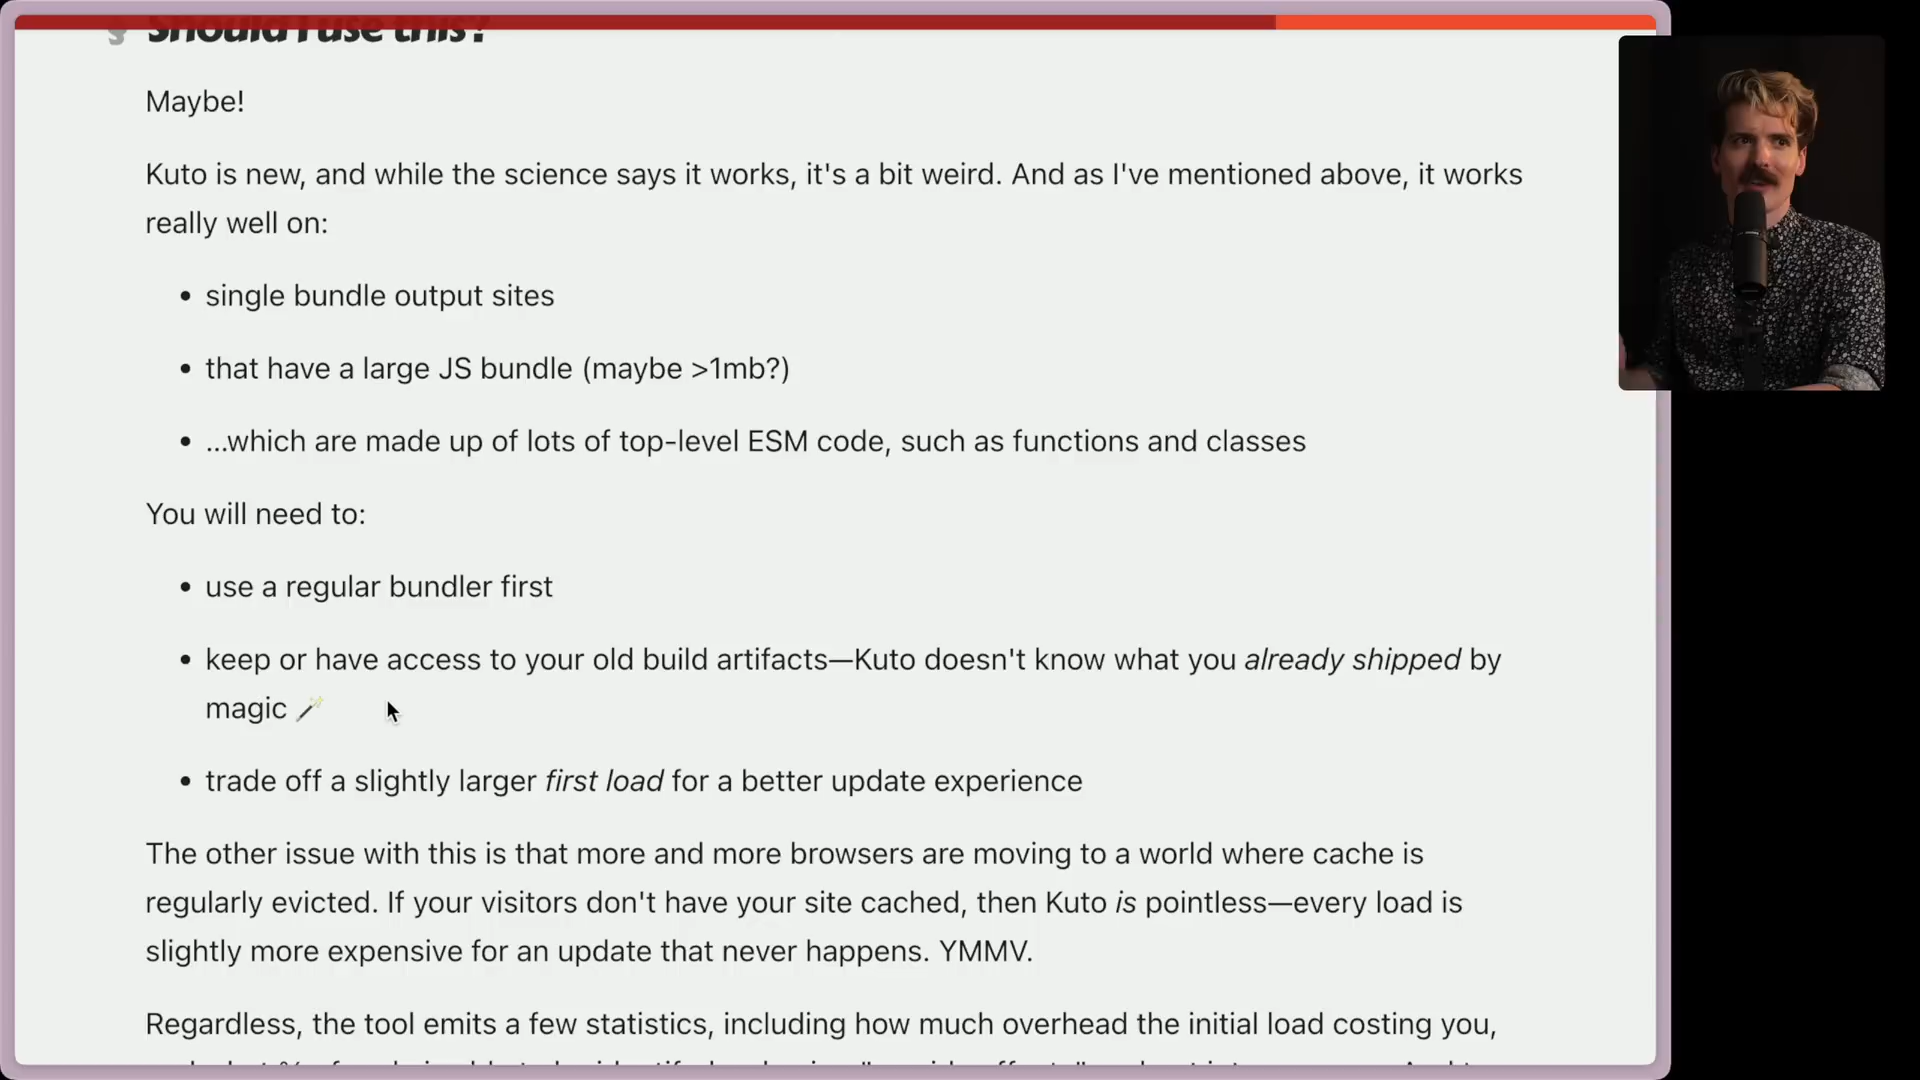 Should I use this?
Maybe!
Kuto is new, and while the science says it works, it's a bit weird. And as I've mentioned above, it works
really well on:
• single bundle output sites
• that have a large JS bundle (maybe >1mb?)
• ...which are made up of lots of top-level ESM code, such as functions and classes
You will need to:
• use a regular bundler first
• keep or have access to your old build artifacts—Kuto doesn't know what you already shipped by
magic 🪄
• trade off a slightly larger first load for a better update experience
The other issue with this is that more and more browsers are moving to a world where cache is
regularly evicted. If your visitors don't have your site cached, then Kuto is pointless—every load is
slightly more expensive for an update that never happens. YMMV.
Regardless, the tool emits a few statistics, including how much overhead the initial load costing you,